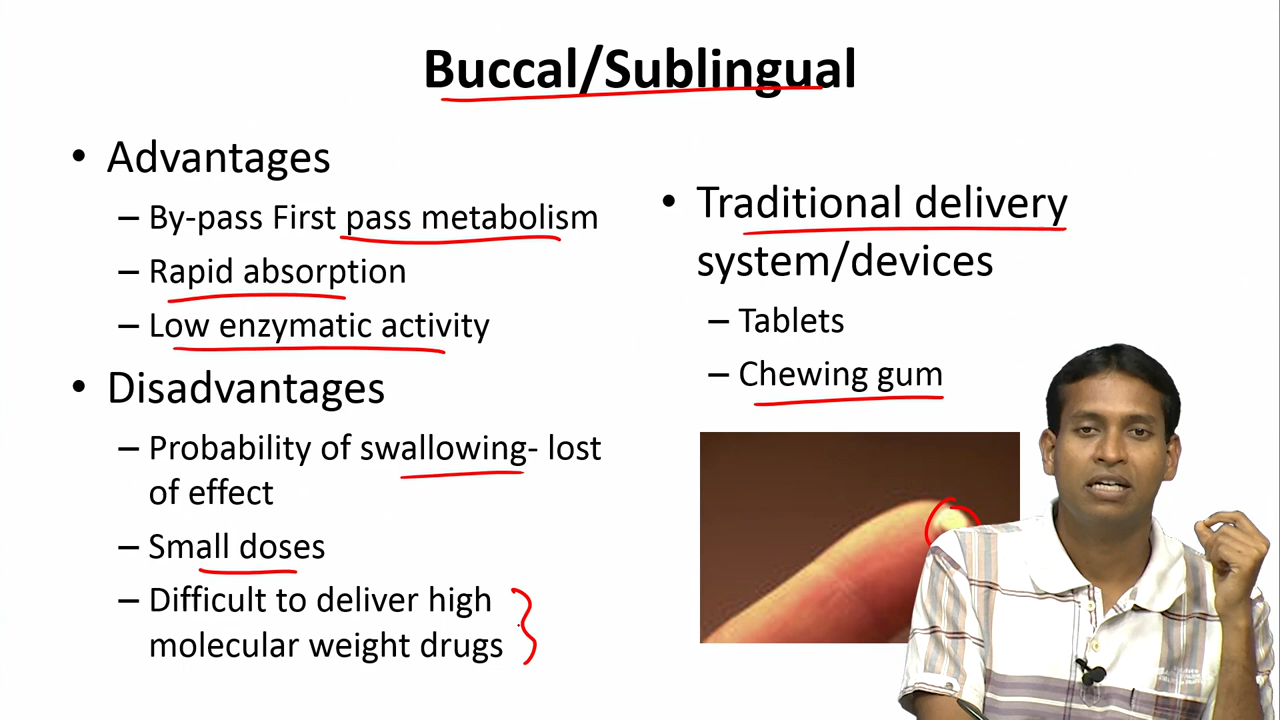 Buccal/Sublingual
• Advantages
– By-pass First pass metabolism
– Rapid absorption
– Low enzymatic activity
• Disadvantages
– Probability of swallowing- lost
of effect
– Small doses
– Difficult to deliver high
molecular weight drugs
• Traditional delivery
system/devices
– Tablets
– Chewing gum